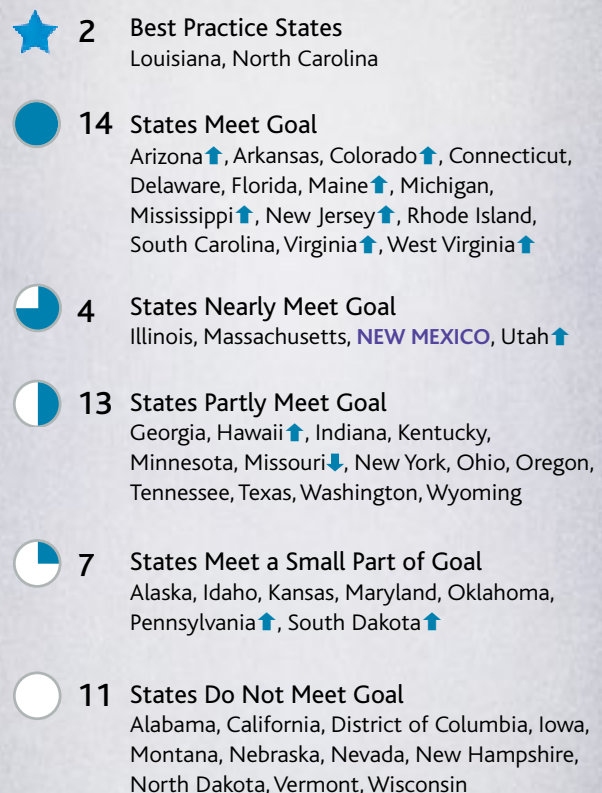 2 Best Practice States
Louisiana, North Carolina
14 States Meet Goal
Arizona⬆, Arkansas, Colorado⬆, Connecticut,
Delaware, Florida, Maine⬆, Michigan,
Mississippi⬆, New Jersey⬆, Rhode Island,
South Carolina, Virginia⬆, West Virginia⬆
4 States Nearly Meet Goal
Illinois, Massachusetts, NEW MEXICO, Utah⬆
13 States Partly Meet Goal
Georgia, Hawaii⬆, Indiana, Kentucky,
Minnesota, Missouri⬇, New York, Ohio, Oregon,
Tennessee, Texas, Washington, Wyoming
7 States Meet a Small Part of Goal
Alaska, Idaho, Kansas, Maryland, Oklahoma,
Pennsylvania⬆, South Dakota⬆
11 States Do Not Meet Goal
Alabama, California, District of Columbia, Iowa,
Montana, Nebraska, Nevada, New Hampshire,
North Dakota, Vermont, Wisconsin